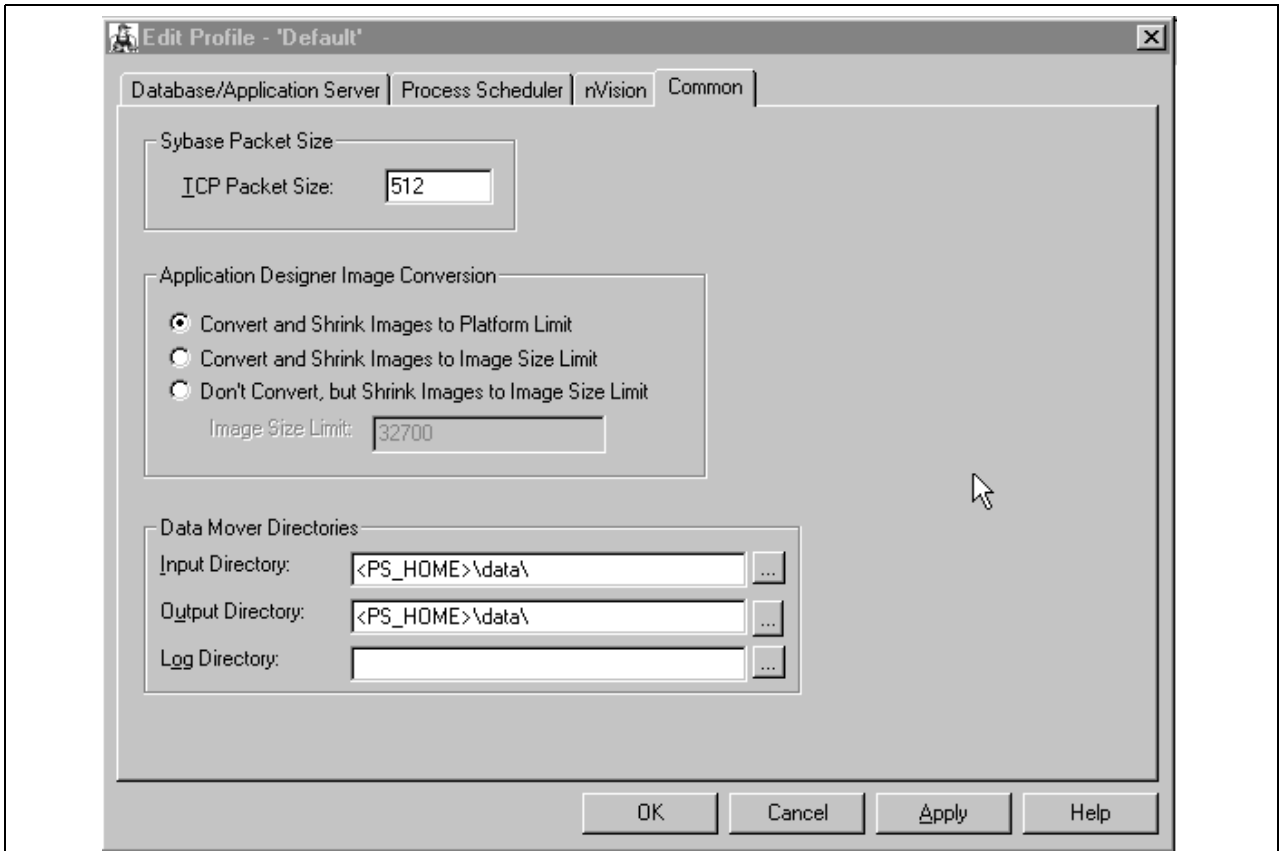 Edit Profile - 'Default'
Database/Application Server
Process Scheduler
nVision
Common
Sybase Packet Size
TCP Packet Size:
512
Application Designer Image Conversion
Convert and Shrink Images to Platform Limit
Convert and Shrink Images to Image Size Limit
Don't Convert, but Shrink Images to Image Size Limit
Image Size Limit:
32700
Data Mover Directories
Input Directory:
<PS_HOME>\data\
...
Output Directory:
<PS_HOME>\data\
...
Log Directory:
...
OK
Cancel
Apply
Help